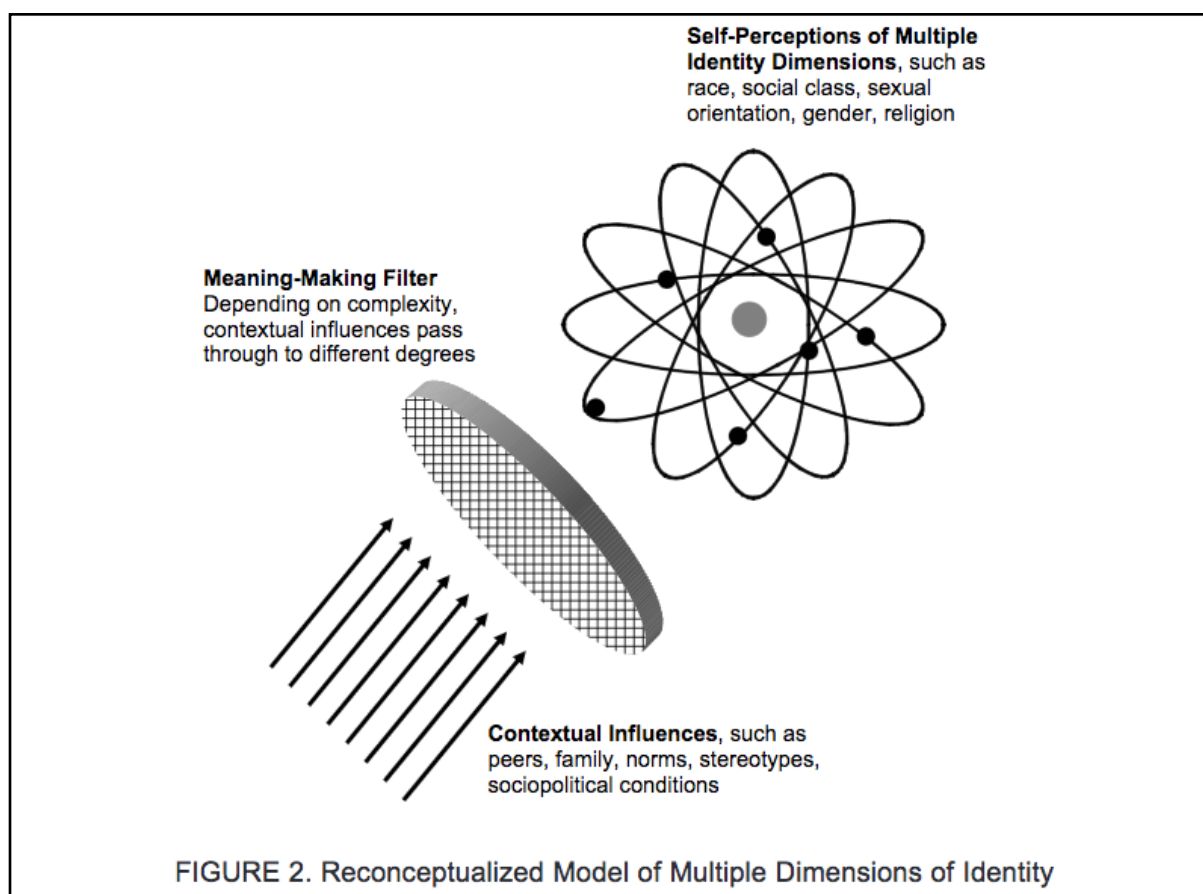 Self-Perceptions of Multiple
Identity Dimensions, such as
race, social class, sexual
orientation, gender, religion
Meaning-Making Filter
Depending on complexity,
contextual influences pass
through to different degrees
Contextual Influences, such as
peers, family, norms, stereotypes,
sociopolitical conditions
FIGURE 2. Reconceptualized Model of Multiple Dimensions of Identity